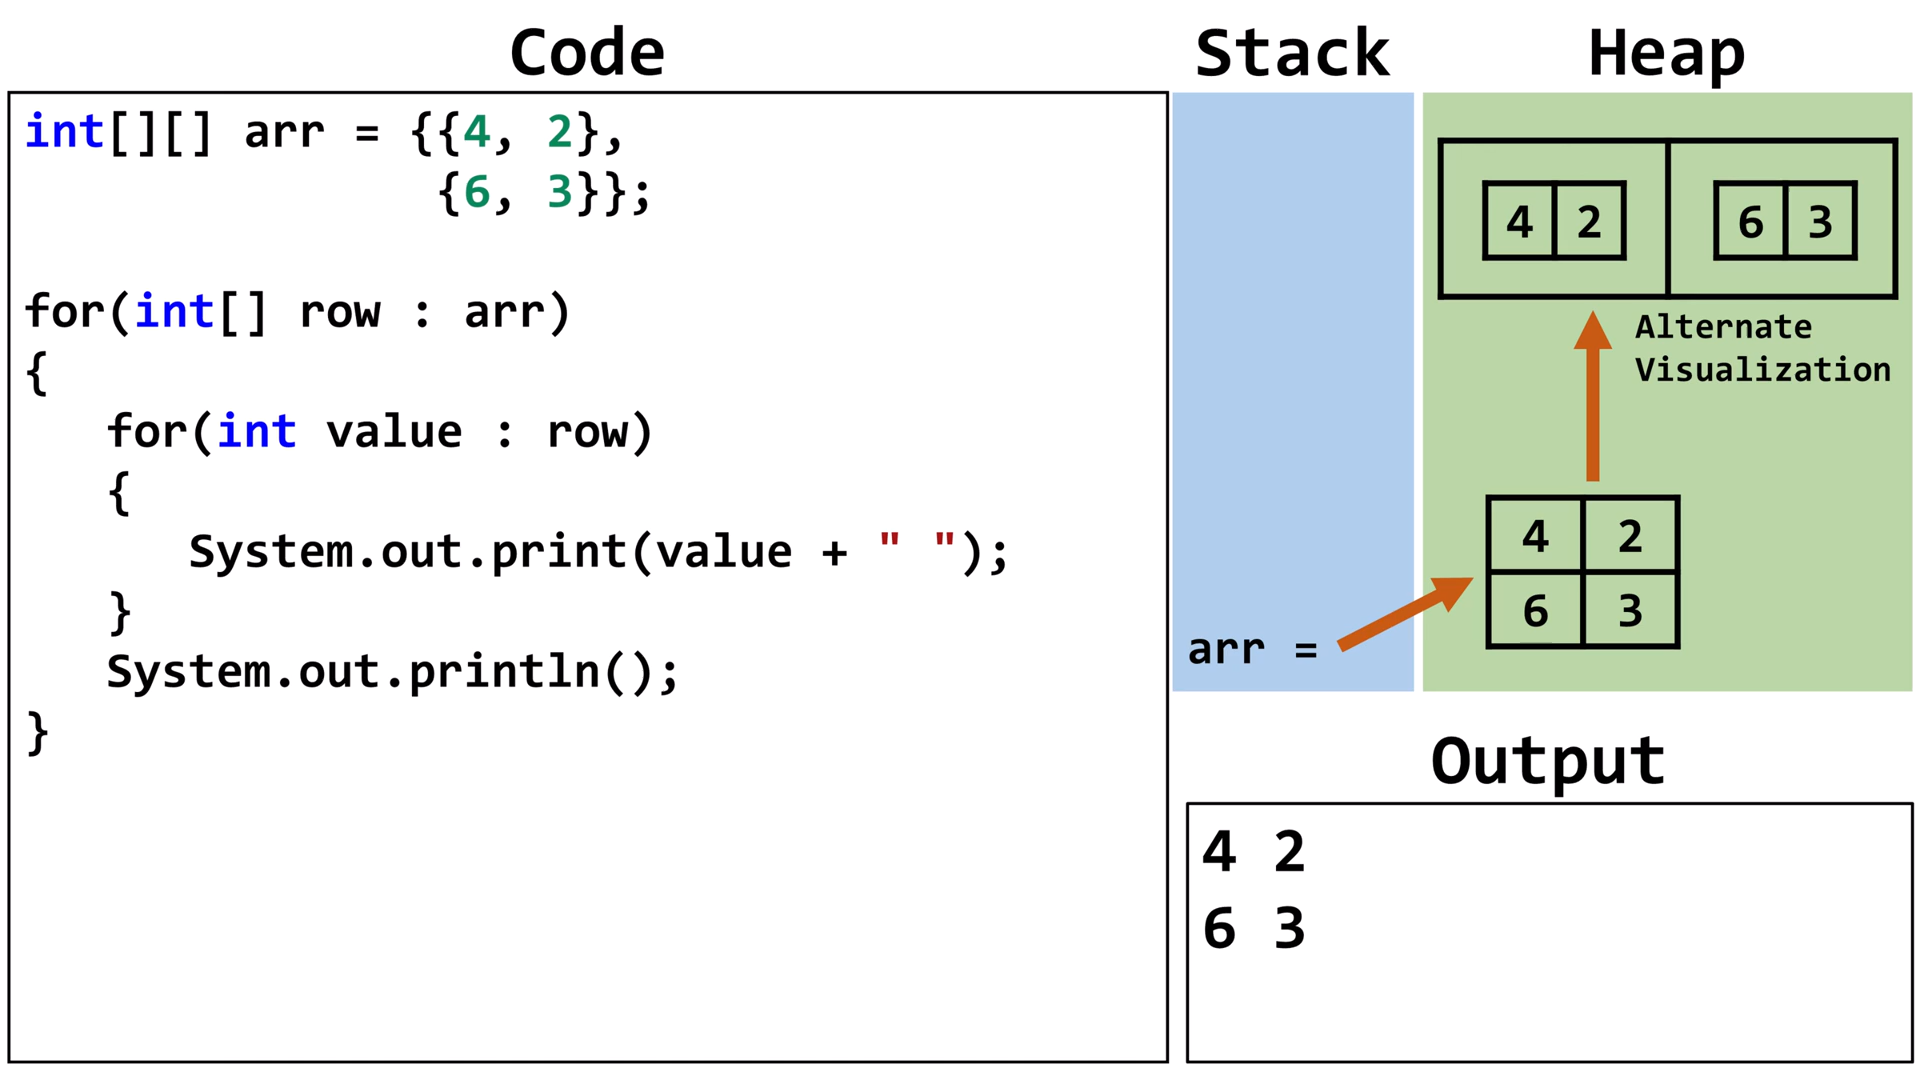 Code
int[][] arr = {{4, 2},
{6, 3}};
for(int[] row : arr)
{
for(int value : row)
{
System.out.print(value + " ");
}
System.out.println();
}
Stack
arr =
Heap
4 2 6 3
Alternate
Visualization
4 2
6 3
Output
4 2
6 3